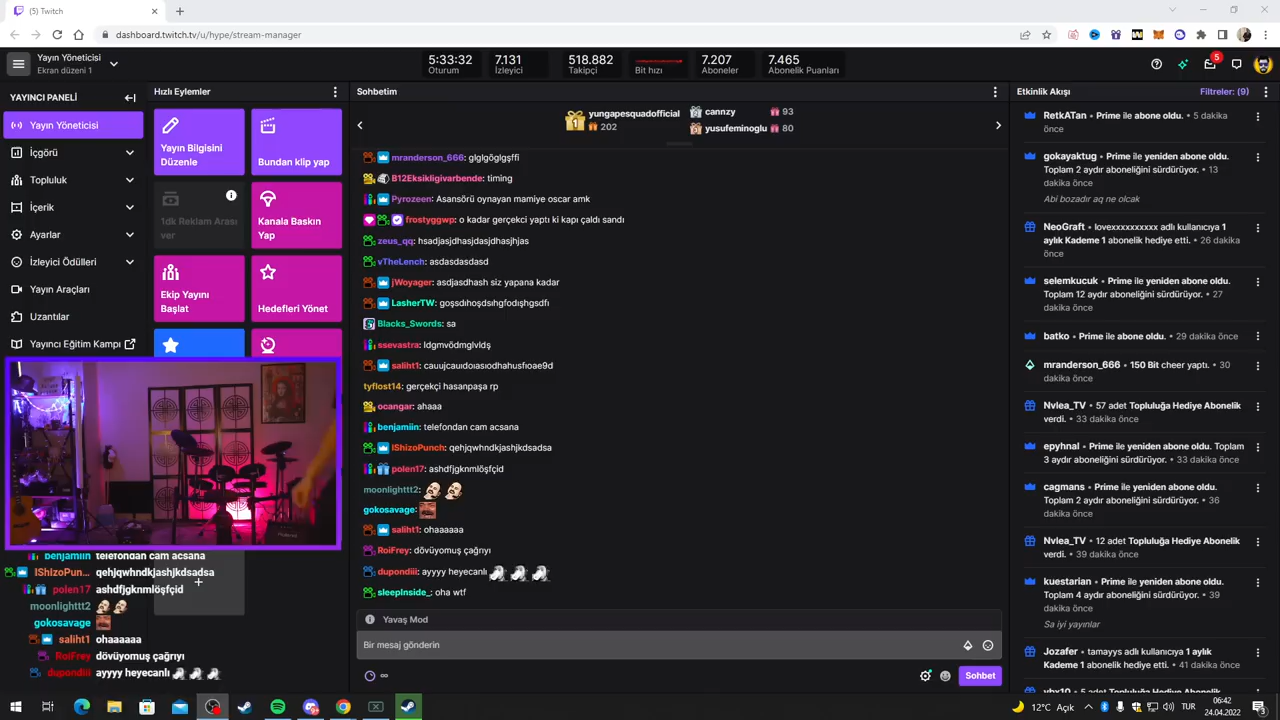 (5) Twitch
dashboard.twitch.tv/u/hype/stream-manager
Yayın Yöneticisi
Ekran düzeni 1
5:33:32
Oturum
7.131
İzleyici
518.882
Takipçi
Bit hızı
7.207
Aboneler
7.465
Abonelik Puanları
5
YAYINCI PANELİ
Yayın Yöneticisi
İçgörü
Topluluk
İçerik
Ayarlar
İzleyici Ödülleri
Yayın Araçları
Uzantılar
Yayıncı Eğitim Kampı
Hızlı Eylemler
Yayın Bilgisini
Düzenle
Bundan klip yap
1dk Reklam Arası
ver
Kanala Baskın
Yap
Ekip Yayını
Başlat
Hedefleri Yönet
benjamiin telefondan cam acsana
IShizoPun... qehjqwhndkjashjkdsadsa
polen17 ashdfjgknmlöşfçid
moonlighttt2
gokosavage
saliht1 ohaaaaaa
RoiFrey dövüyomuş çağrıyı
dupondiii ayyyy heyecanlı
Sohbetim
yungapesquadofficial
202
cannzy 93
yusufeminoglu 80
mranderson_666: glglgőglgşffi
B12Eksikligivarbende: timing
Pyrozeen: Asansörü oynayan mamiye oscar amk
frostyggwp: o kadar gerçekci yaptı ki kapı çaldı sandı
zeus_qq: hsadjasjdhasjdasjdhasjhjas
vTheLench: asdasdasdasd
jWoyager: asdjasdhash siz yapana kadar
LasherTW: goşsdıhoşdsıhgfodışhgsdfı
Blacks_Swords: sa
ssevastra: ldgmvödmglvldş
saliht1: cauujcauıdoıasıodhahusfıoae9d
tyflost14: gerçekçi hasanpaşa rp
ocangar: ahaaa
benjamiin: telefondan cam acsana
IShizoPunch: qehjqwhndkjashjkdsadsa
polen17: ashdfjgknmlöşfçid
moonlighttt2:
gokosavage:
saliht1: ohaaaaaa
RoiFrey: dövüyomuş çağrıyı
dupondiii: ayyyy heyecanlı
sleepInside_: oha wtf
Yavaş Mod
Bir mesaj gönderin
Sohbet
Etkinlik Akışı
Filtreler: (9)
RetkATan • Prime ile abone oldu. • 5 dakika
önce
gokayaktug • Prime ile yeniden abone oldu.
Toplam 2 aydır aboneliğini sürdürüyor. • 13
dakika önce
Abi bozadır aq ne olcak
NeoGraft • lovexxxxxxxxxx adlı kullanıcıya 1
aylık Kademe 1 abonelik hediye etti. • 26 dakika
önce
selemkucuk • Prime ile yeniden abone oldu.
Toplam 12 aydır aboneliğini sürdürüyor. • 27
dakika önce
batko • Prime ile abone oldu. • 29 dakika önce
mranderson_666 • 150 Bit cheer yaptı. • 30
dakika önce
Nvlea_TV • 57 adet Topluluğa Hediye Abonelik
verdi. • 33 dakika önce
epyhnal • Prime ile yeniden abone oldu. Toplam
3 aydır aboneliğini sürdürüyor. • 33 dakika önce
cagmans • Prime ile yeniden abone oldu.
Toplam 2 aydır aboneliğini sürdürüyor. • 36
dakika önce
Nvlea_TV • 12 adet Topluluğa Hediye Abonelik
verdi. • 39 dakika önce
kuestarian • Prime ile yeniden abone oldu.
Toplam 4 aydır aboneliğini sürdürüyor. • 39
dakika önce
Sa iyi yayınlar
Jozafer • tamayys adlı kullanıcıya 1 aylık
Kademe 1 abonelik hediye etti. • 41 dakika önce
12°C Açık
TUR
06:42
24.04.2022
3